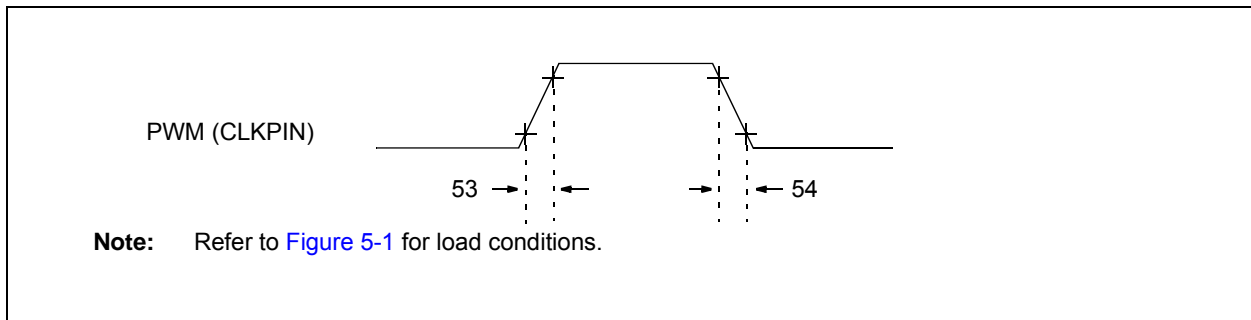 PWM (CLKPIN)
53
54
Note: Refer to Figure 5-1 for load conditions.